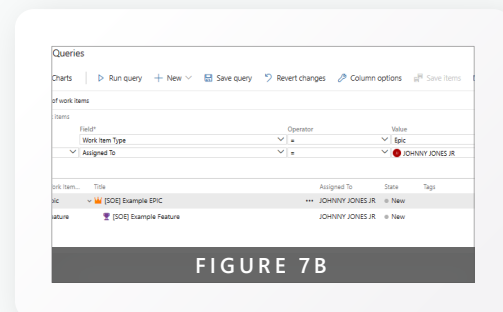 Queries
Charts Run query New Save query Revert changes Column options Save items
of work items
items
Field* Operator Value
Work Item Type = Epic
Assigned To = JOHNNY JONES JR
ork Item... Title Assigned To State Tags
ic [SOE] Example EPIC ••• JOHNNY JONES JR New
ature [SOE] Example Feature JOHNNY JONES JR New
FIGURE 7B